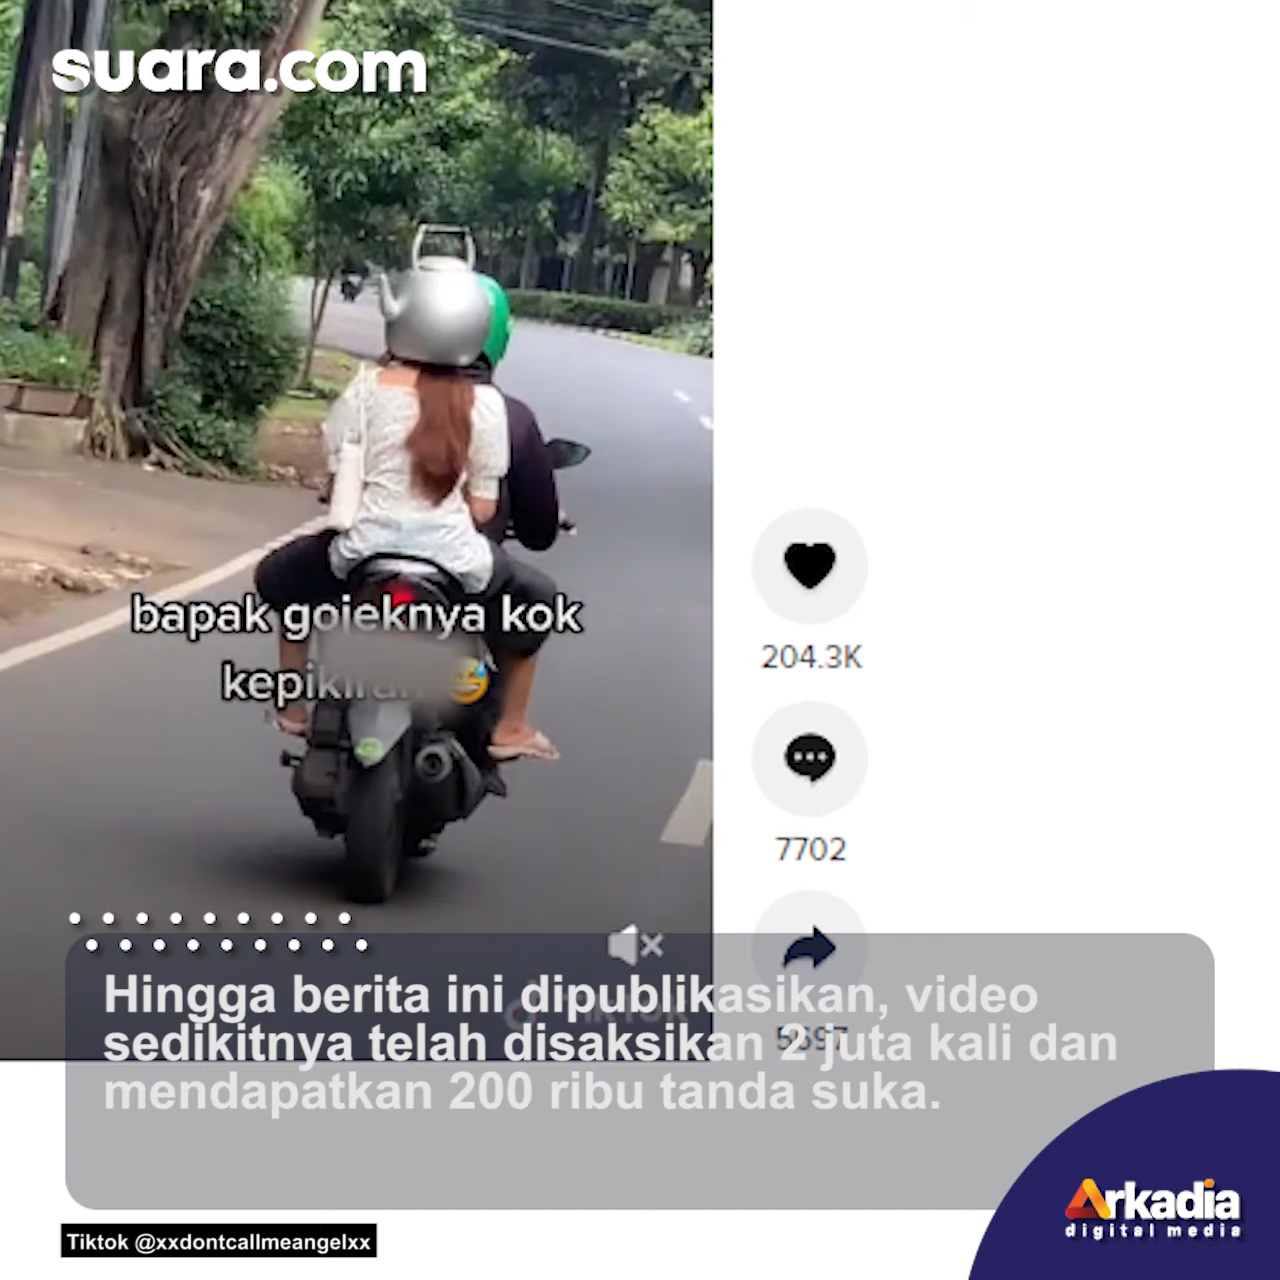 suara.com
bapak gojeknya kok
204.3K
7702
Hingga berita ini dipublikasikan, video
sedikitnya telah disaksikan 2 juta kali dan
mendapatkan 200 ribu tanda suka.
5697
Arkadia
digital media
Tiktok @xxdontcallmeangelxx